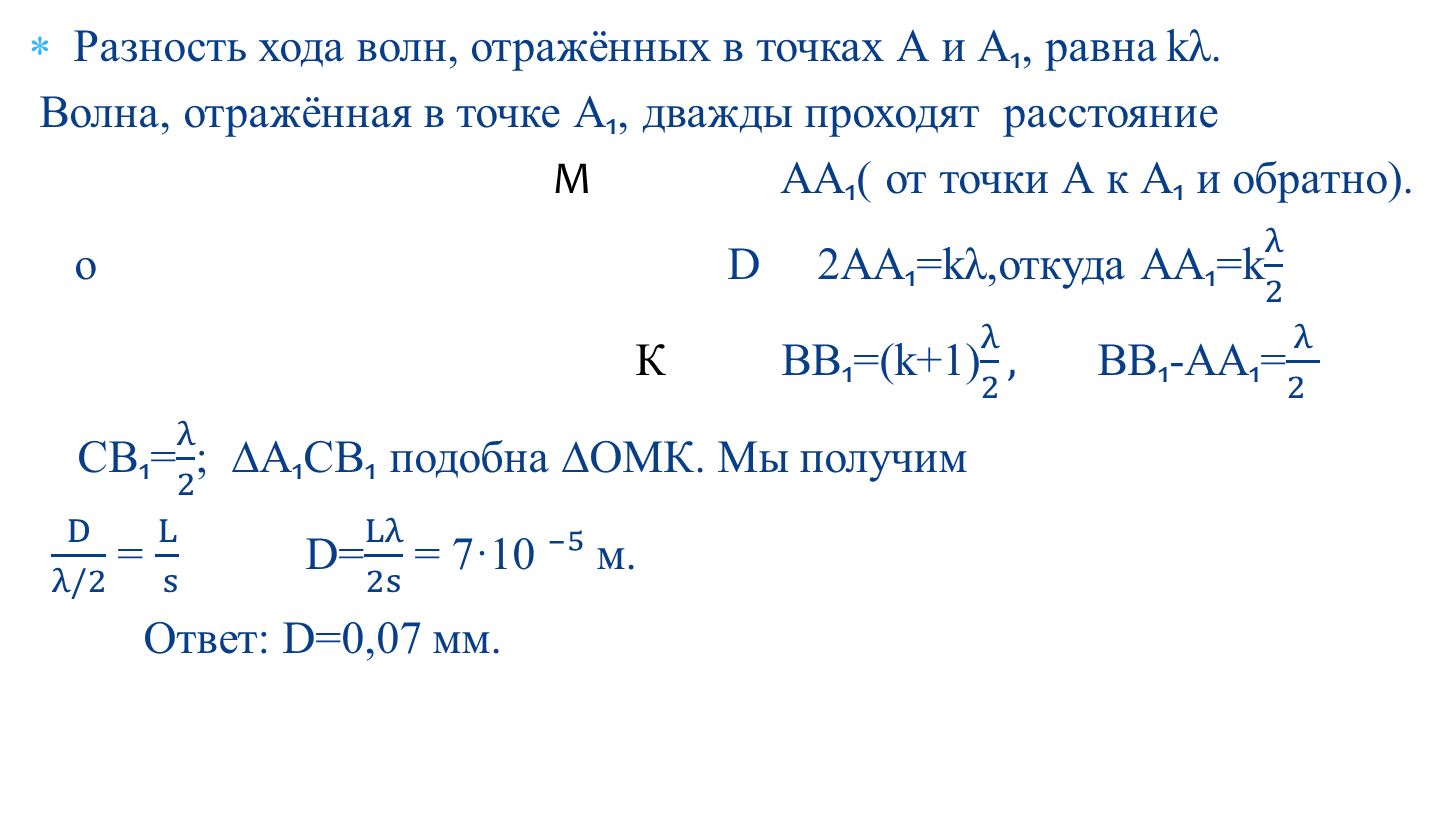 * Разность хода волн, отражённых в точках А и А₁, равна kλ.
Волна, отражённая в точке А₁, дважды проходят расстояние
М АА₁( от точки А к А₁ и обратно).
о D 2АА₁=kλ,откуда АА₁=k λ/2
К ВВ₁=(k+1) λ/2 , ВВ₁-АА₁= λ/2
СВ₁= λ/2; ΔА₁СВ₁ подобна ΔОМК. Мы получим
D/(λ/2) = L/s D= Lλ/2s = 7·10 ⁻⁵ м.
Ответ: D=0,07 мм.